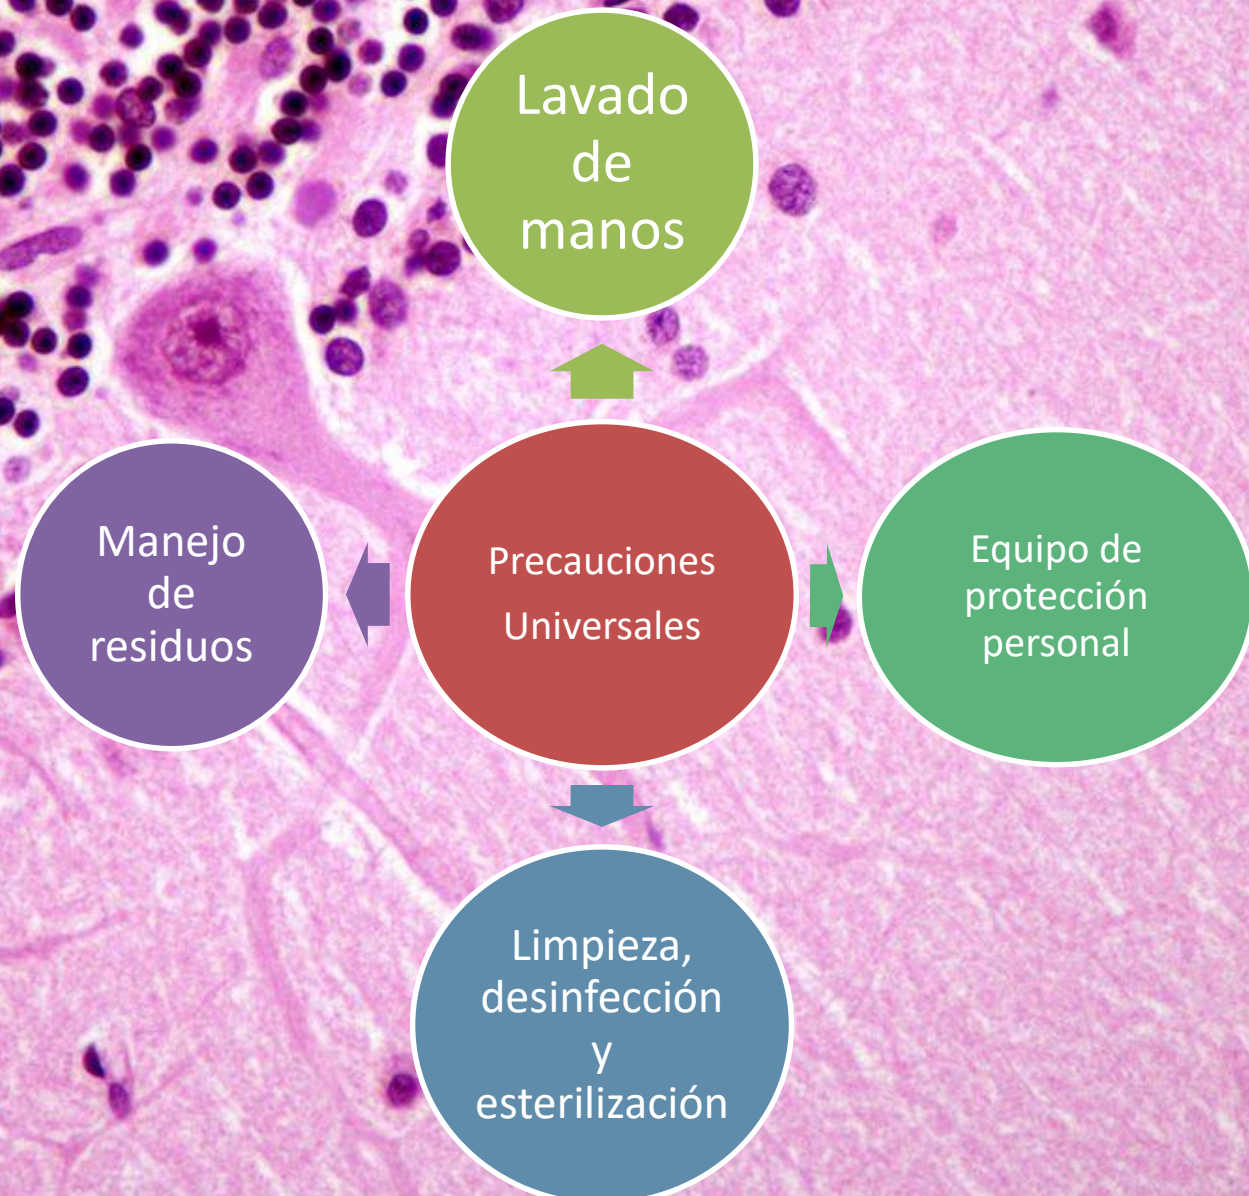 Lavado
de
manos
Manejo
de
residuos
Precauciones
Universales
Equipo de
protección
personal
Limpieza,
desinfección
y
esterilización